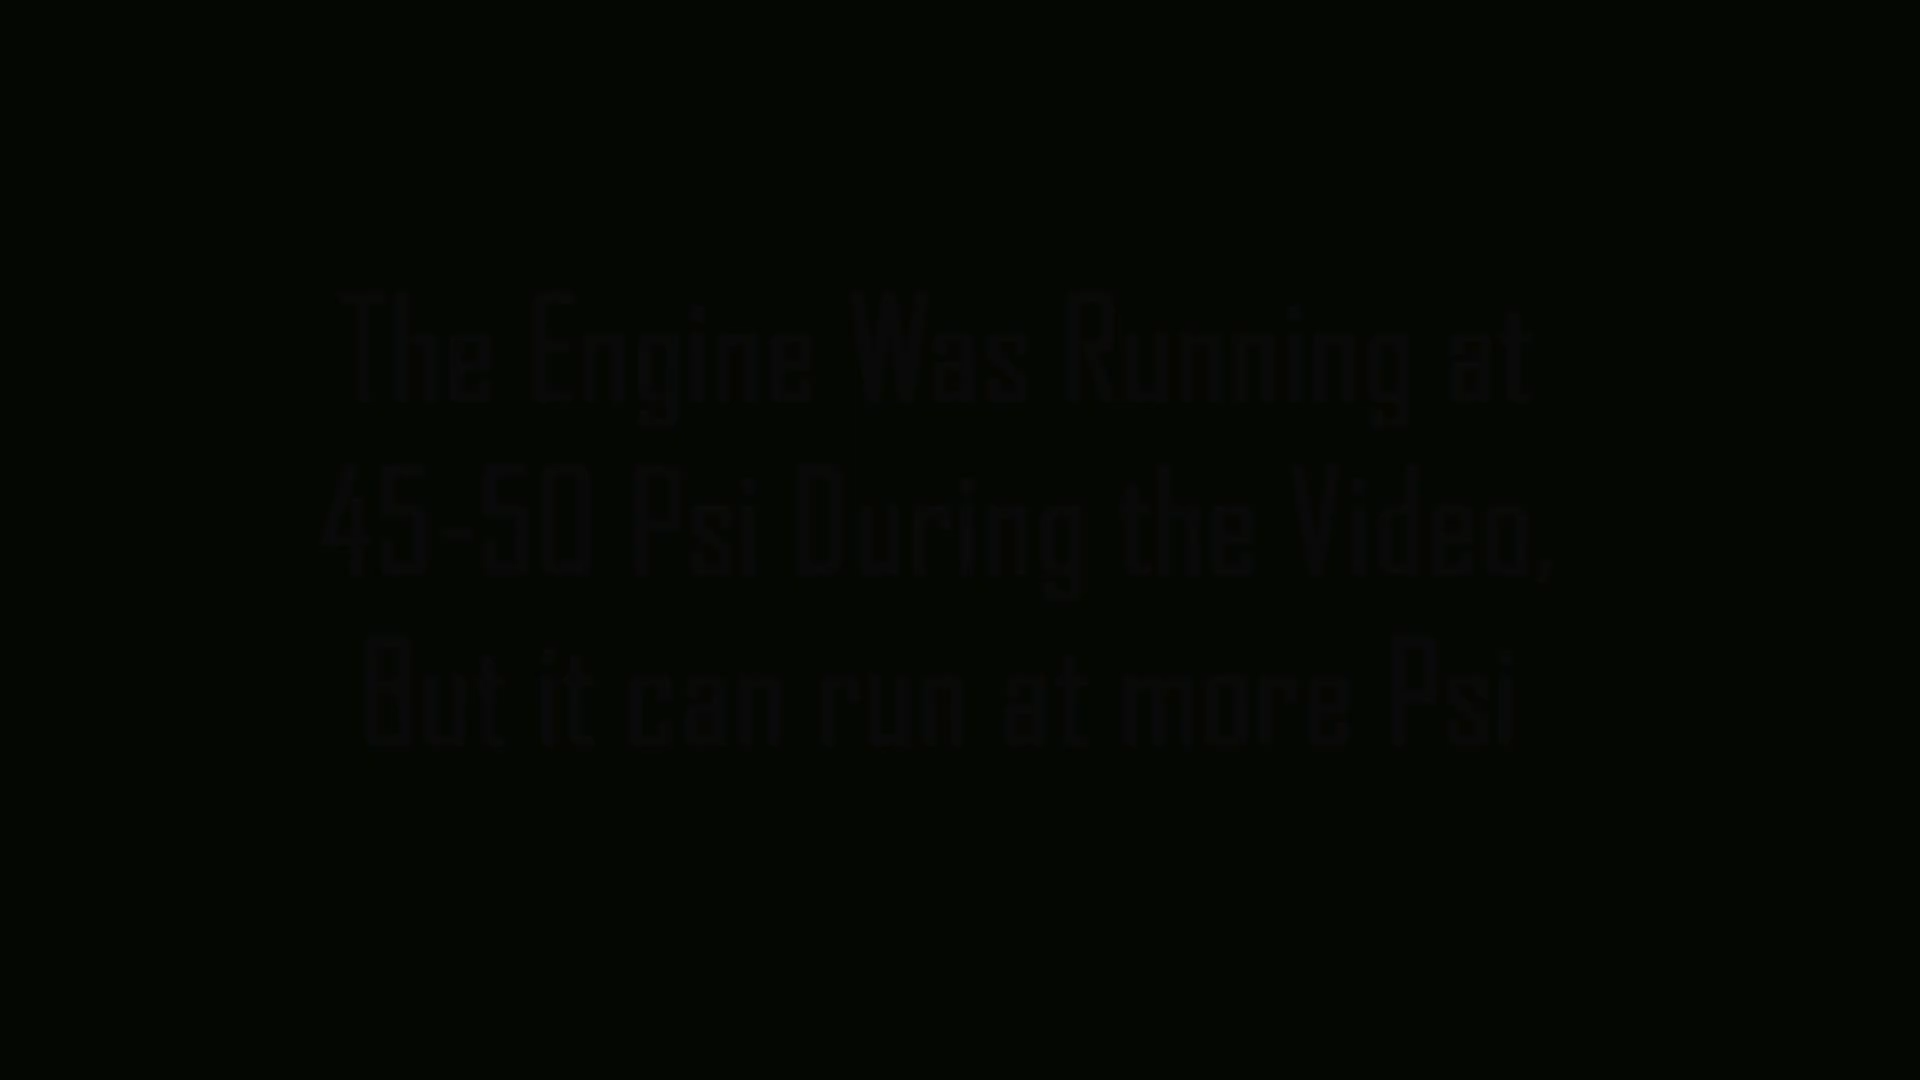 The Engine Was Running at
45-50 Psi During the Video,
But it can run at more Psi